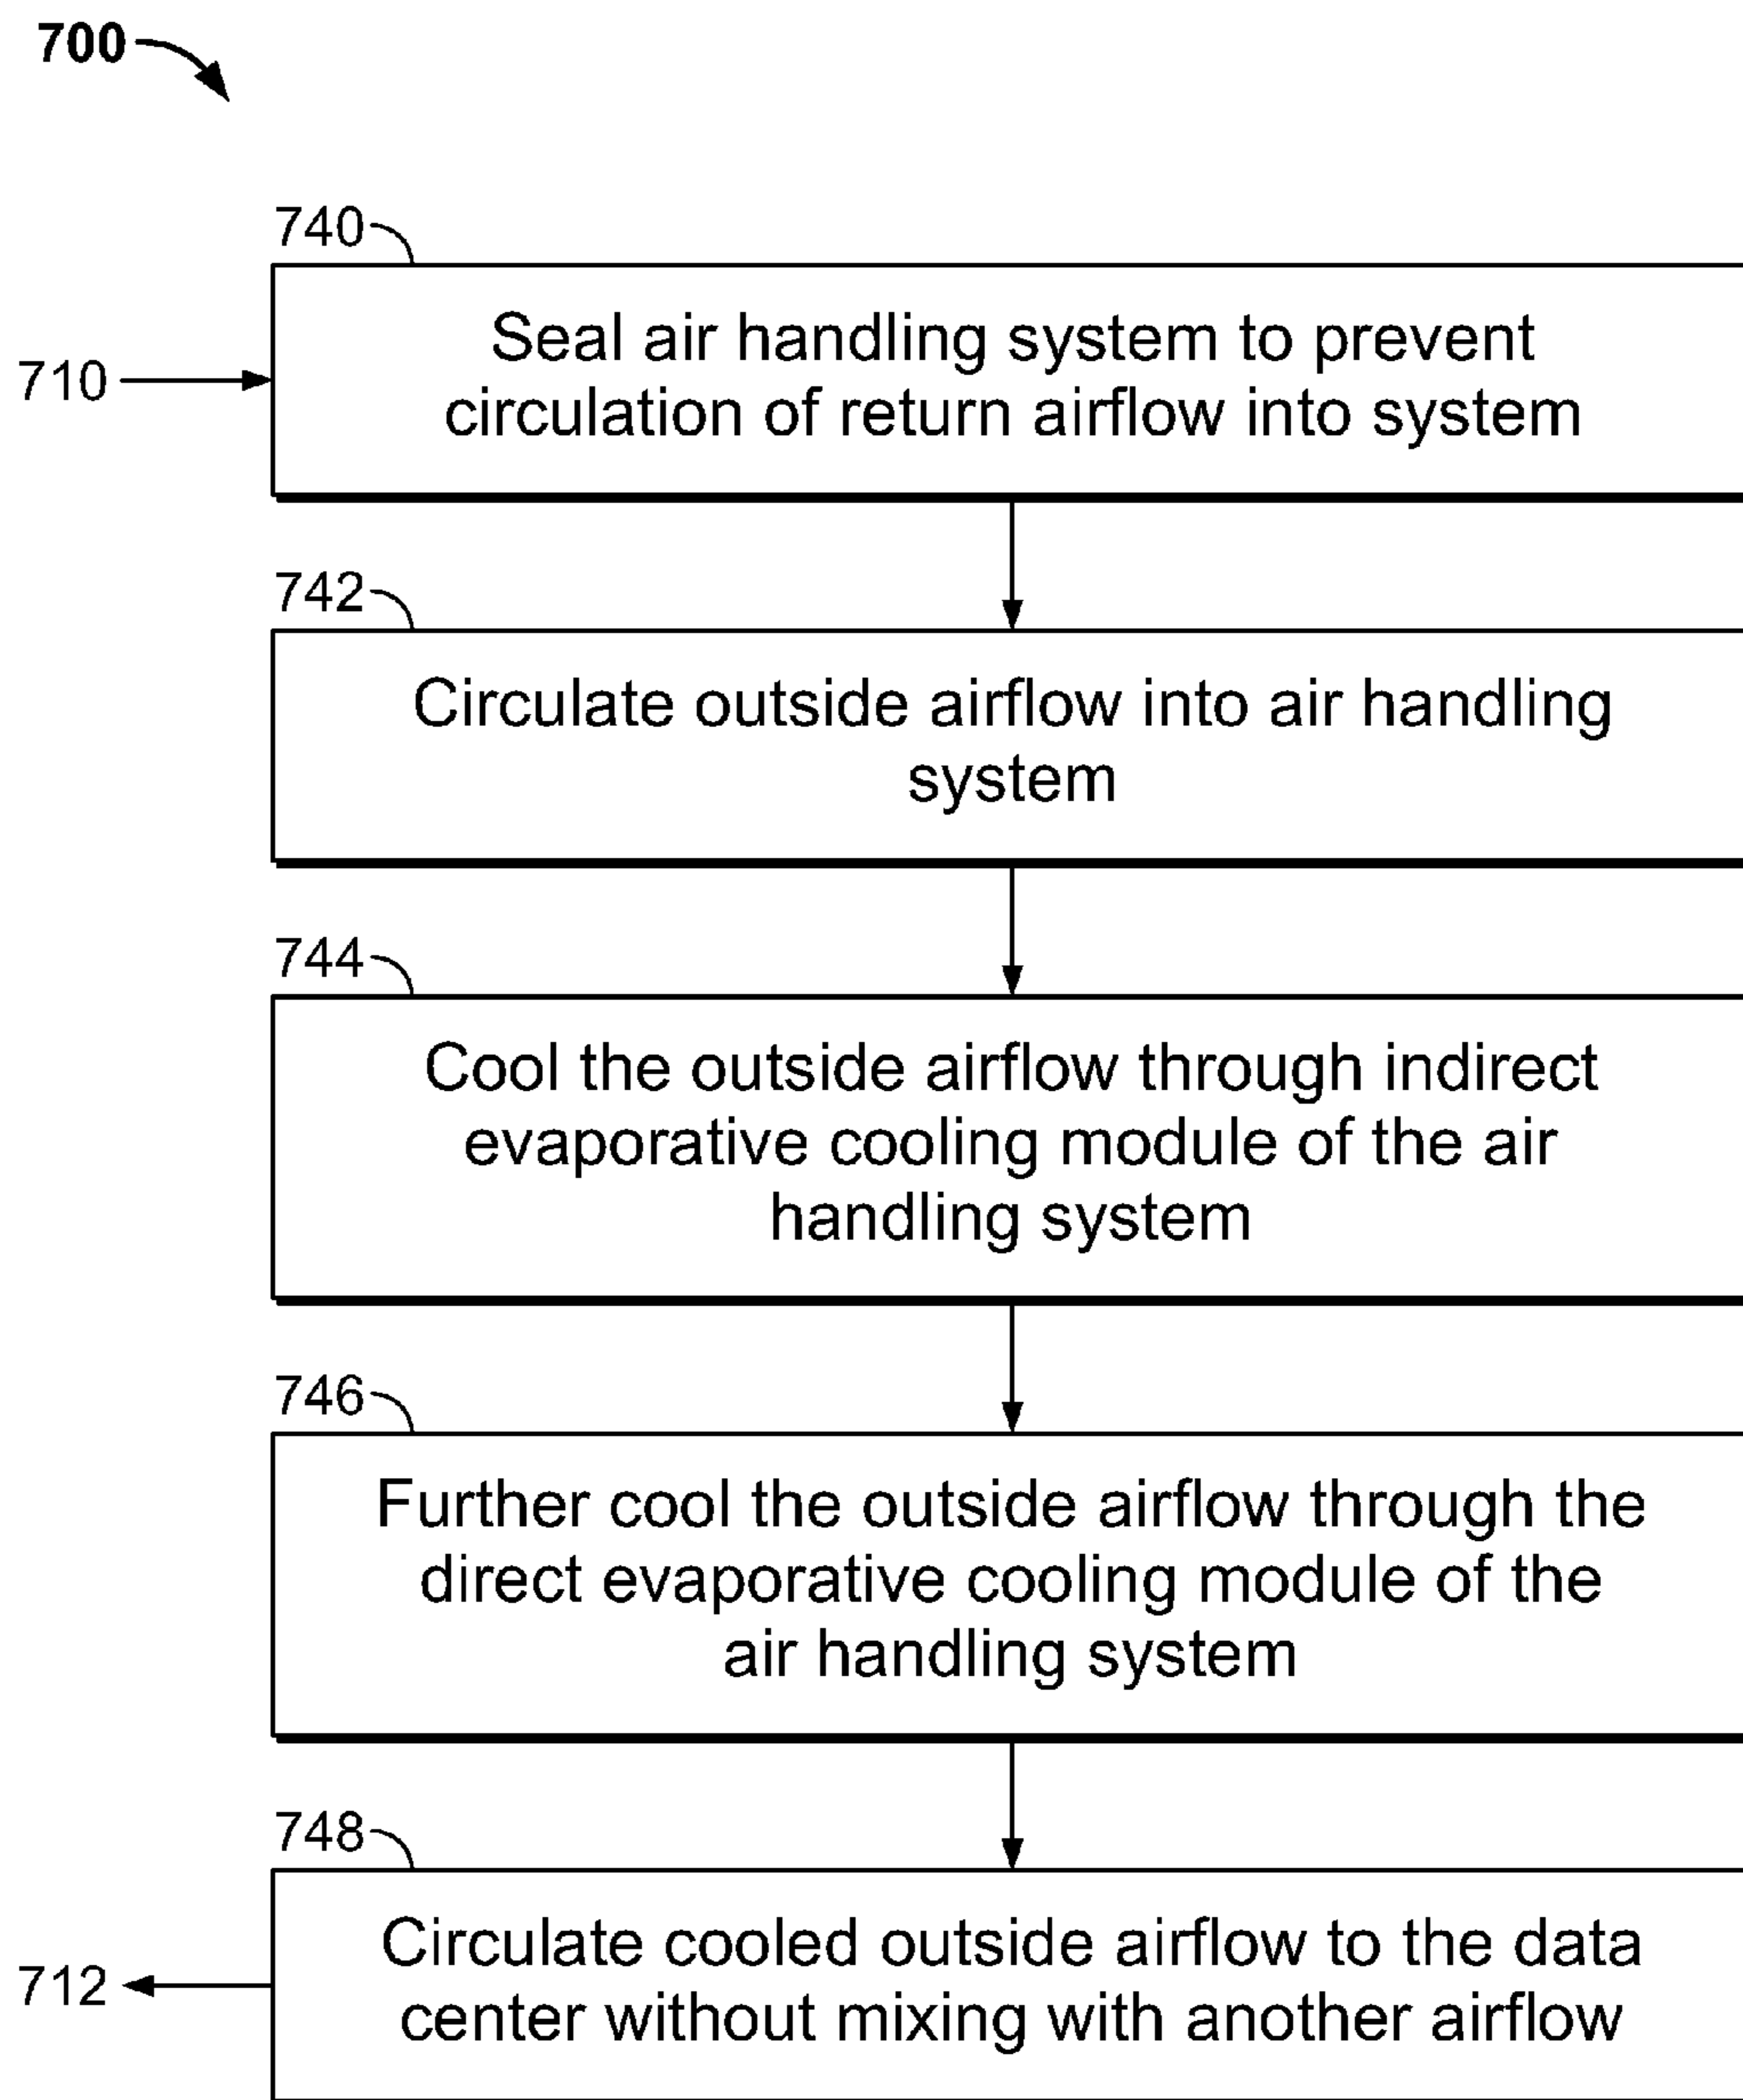 700
740
710
Seal air handling system to prevent
circulation of return airflow into system
742
Circulate outside airflow into air handling
system
744
Cool the outside airflow through indirect
evaporative cooling module of the air
handling system
746
Further cool the outside airflow through the
direct evaporative cooling module of the
air handling system
748
712
Circulate cooled outside airflow to the data
center without mixing with another airflow